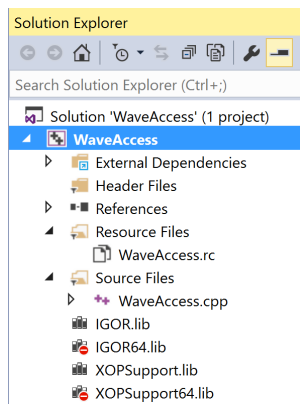 Solution Explorer
Search Solution Explorer (Ctrl+;)
Solution 'WaveAccess' (1 project)
WaveAccess
External Dependencies
Header Files
References
Resource Files
WaveAccess.rc
Source Files
WaveAccess.cpp
IGOR.lib
IGOR64.lib
XOPSupport.lib
XOPSupport64.lib